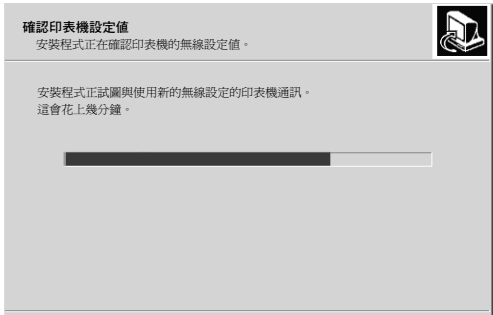 確認印表機設定值
安裝程式正在確認印表機的無線設定值。
安裝程式正試圖與使用新的無線設定的印表機通訊。
這會花上幾分鐘。